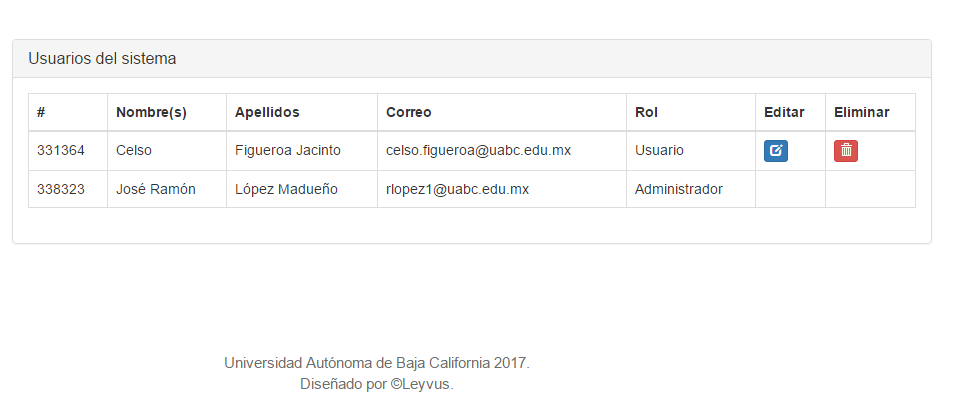 Usuarios del sistema
# Nombre(s) Apellidos Correo Rol Editar Eliminar
331364 Celso Figueroa Jacinto celso.figueroa@uabc.edu.mx Usuario
338323 José Ramón López Madueño rlopez1@uabc.edu.mx Administrador
Universidad Autónoma de Baja California 2017.
Diseñado por ©Leyvus.